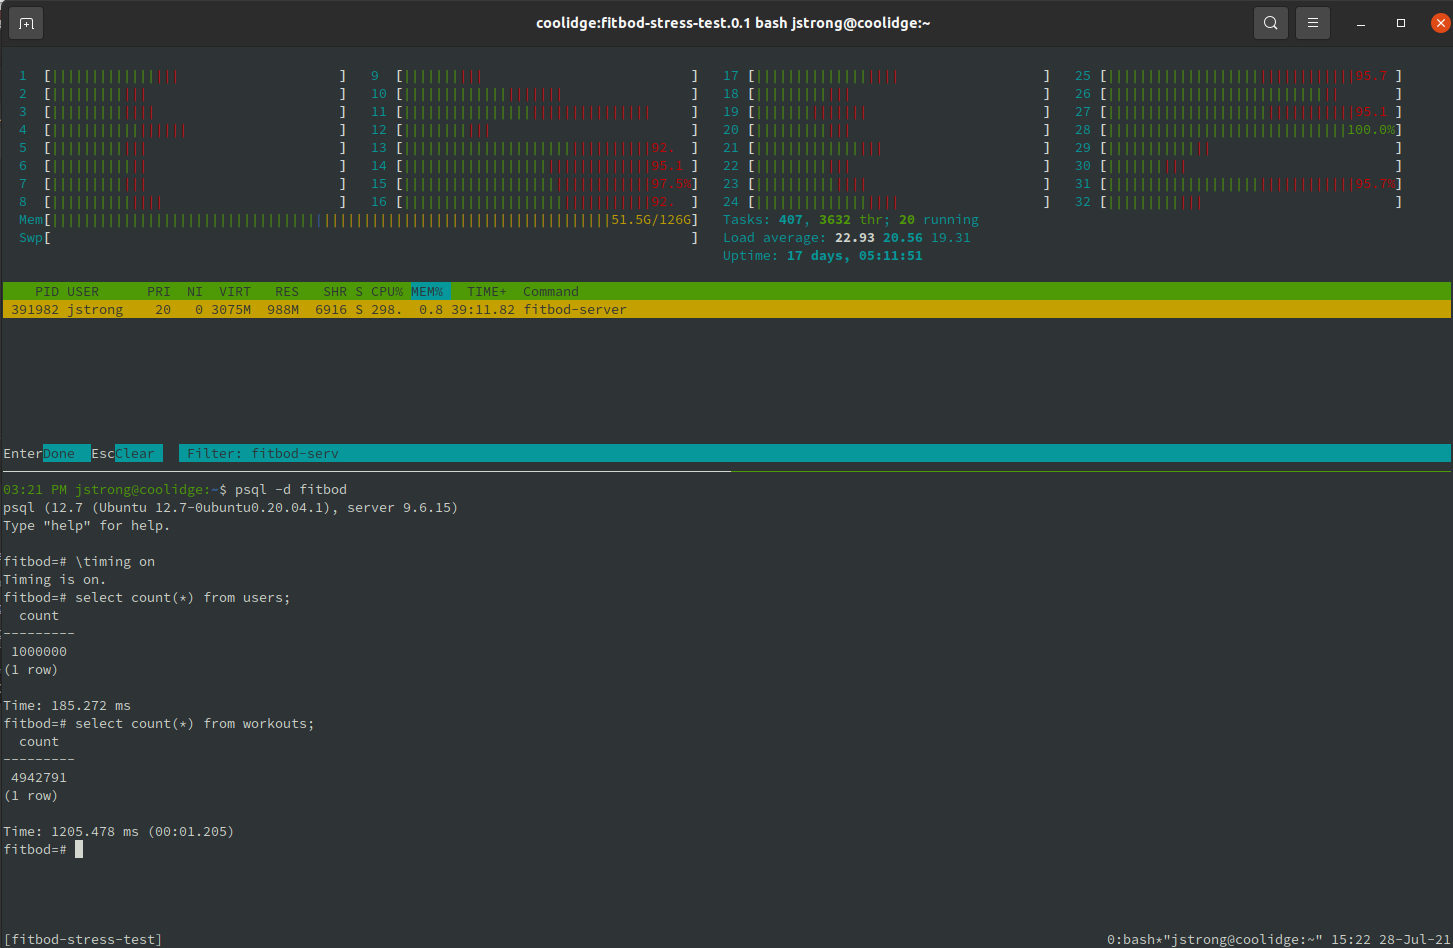 coolidge:fitbod-stress-test.0.1 bash jstrong@coolidge:~
1 [ ] 9 [ ] 17 [ ] 25 [ 95.7 ]
2 [ ] 10 [ ] 18 [ ] 26 [ ]
3 [ ] 11 [ ] 19 [ ] 27 [ 95.1 ]
4 [ ] 12 [ ] 20 [ ] 28 [ 100.0%]
5 [ ] 13 [ 92. ] 21 [ ] 29 [ ]
6 [ ] 14 [ 95.1 ] 22 [ ] 30 [ ]
7 [ ] 15 [ 97.5%] 23 [ ] 31 [ 95.7%]
8 [ ] 16 [ 92. ] 24 [ ] 32 [ ]
Mem[ 51.5G/126G] Tasks: 407, 3632 thr; 20 running
Swp[ ] Load average: 22.93 20.56 19.31
Uptime: 17 days, 05:11:51
PID USER PRI NI VIRT RES SHR S CPU% MEM% TIME+ Command
391982 jstrong 20 0 3075M 988M 6916 S 298. 0.8 39:11.82 fitbod-server
EnterDone EscClear Filter: fitbod-serv
03:21 PM jstrong@coolidge:~$ psql -d fitbod
psql (12.7 (Ubuntu 12.7-0ubuntu0.20.04.1), server 9.6.15)
Type "help" for help.
fitbod=# \timing on
Timing is on.
fitbod=# select count(*) from users;
count
---------
1000000
(1 row)
Time: 185.272 ms
fitbod=# select count(*) from workouts;
count
---------
4942791
(1 row)
Time: 1205.478 ms (00:01.205)
fitbod=#
[fitbod-stress-test] 0:bash*"jstrong@coolidge:~" 15:22 28-Jul-21